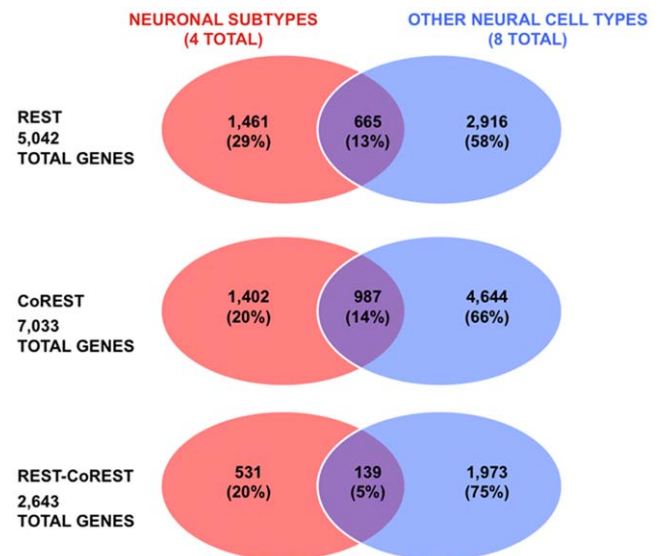 NEURONAL SUBTYPES
(4 TOTAL)
OTHER NEURAL CELL TYPES
(8 TOTAL)
REST
5,042
TOTAL GENES
1,461
(29%)
665
(13%)
2,916
(58%)
CoREST
7,033
TOTAL GENES
1,402
(20%)
987
(14%)
4,644
(66%)
REST-CoREST
2,643
TOTAL GENES
531
(20%)
139
(5%)
1,973
(75%)